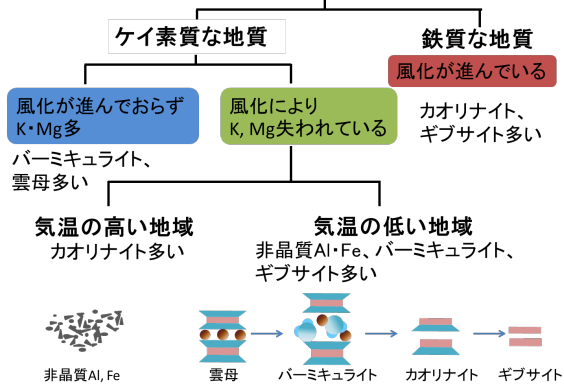 ケイ素質な地質
鉄質な地質
風化が進んでいる
風化が進んでおらず
K・Mg多
風化により
K, Mg失われている
カオリナイト、
ギブサイト多い
バーミキュライト、
雲母多い
気温の高い地域
カオリナイト多い
気温の低い地域
非晶質Al・Fe、バーミキュライト、
ギブサイト多い
非晶質Al, Fe
雲母
バーミキュライト
カオリナイト
ギブサイト